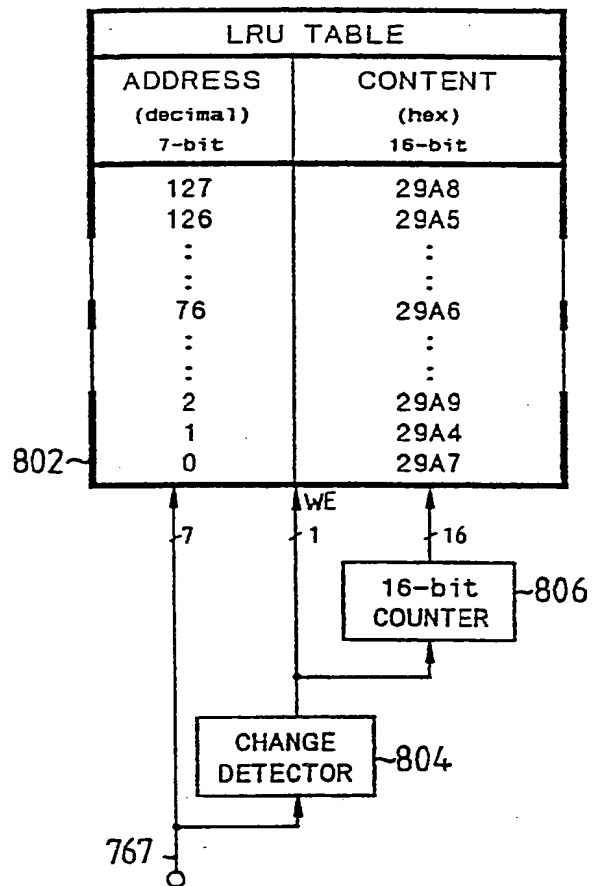 LRU TABLE
ADDRESS CONTENT
(decimal) (hex)
7-bit 16-bit
127 29A8
126 29A5
: :
: :
76 29A6
: :
: :
2 29A9
1 29A4
802 0 29A7
WE
7 1 16
16-bit
COUNTER
806
CHANGE
DETECTOR
804
767